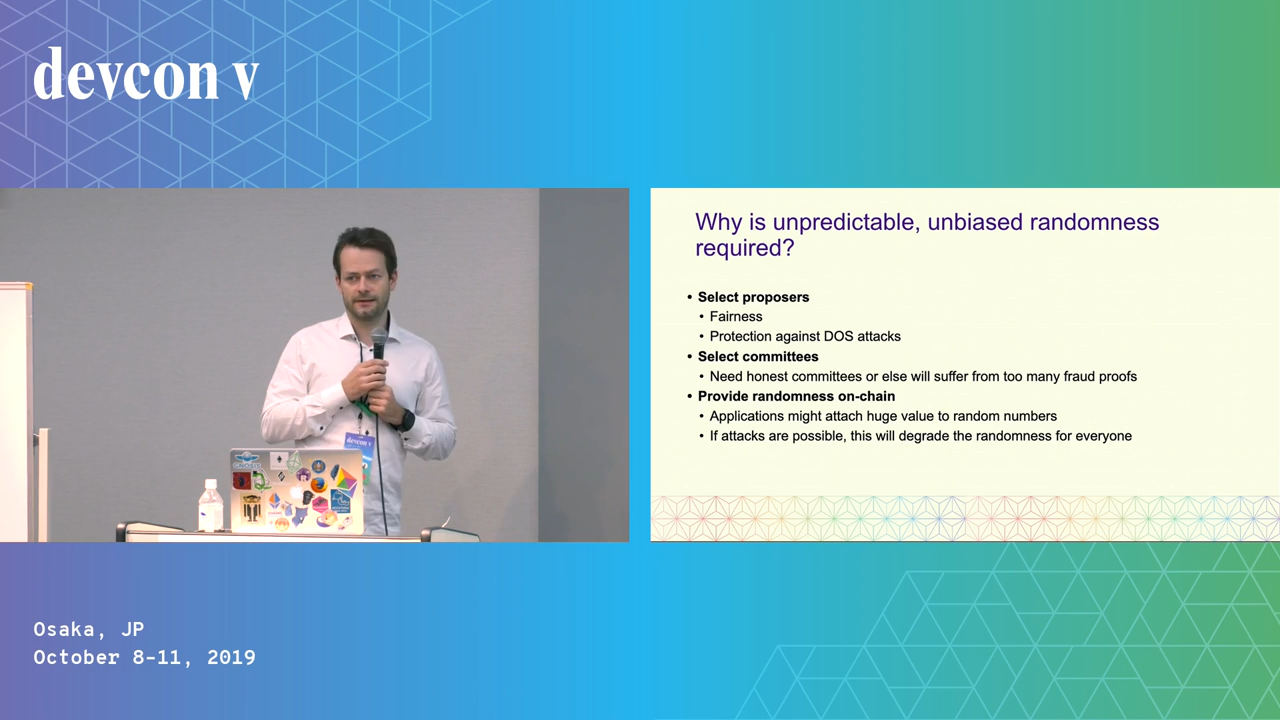 devcon v
Why is unpredictable, unbiased randomness
required?
• Select proposers
• Fairness
• Protection against DOS attacks
• Select committees
• Need honest committees or else will suffer from too many fraud proofs
• Provide randomness on-chain
• Applications might attach huge value to random numbers
• If attacks are possible, this will degrade the randomness for everyone
devcon v
Osaka, JP
October 8-11, 2019